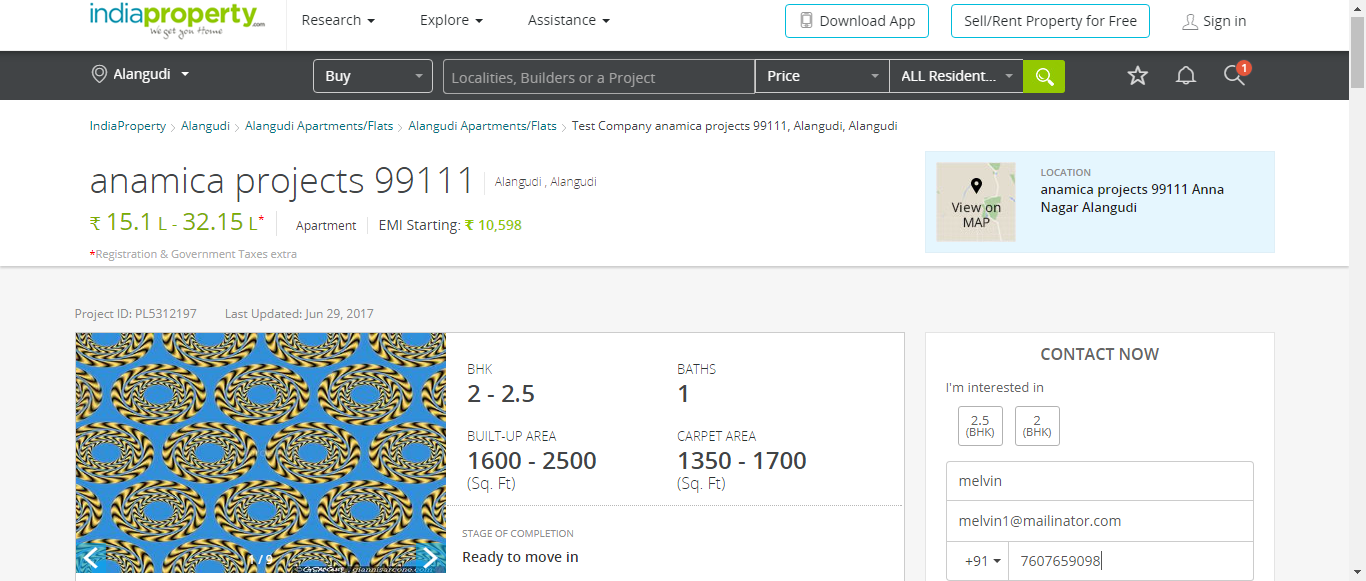 indiaproperty.com
We get you Home
Research
Explore
Assistance
Download App
Sell/Rent Property for Free
Sign in
Alangudi
Buy
Localities, Builders or a Project
Price
ALL Resident...
1
IndiaProperty > Alangudi > Alangudi Apartments/Flats > Alangudi Apartments/Flats > Test Company anamica projects 99111, Alangudi, Alangudi
anamica projects 99111
Alangudi , Alangudi
₹ 15.1 L - 32.15 L*
Apartment
EMI Starting: ₹ 10,598
*Registration & Government Taxes extra
View on
MAP
LOCATION
anamica projects 99111 Anna
Nagar Alangudi
Project ID: PL5312197
Last Updated: Jun 29, 2017
BHK
2 - 2.5
BATHS
1
BUILT-UP AREA
1600 - 2500
(Sq. Ft)
CARPET AREA
1350 - 1700
(Sq. Ft)
STAGE OF COMPLETION
Ready to move in
CONTACT NOW
I'm interested in
2.5
(BHK)
2
(BHK)
melvin
melvin1@mailinator.com
+91
7607659098